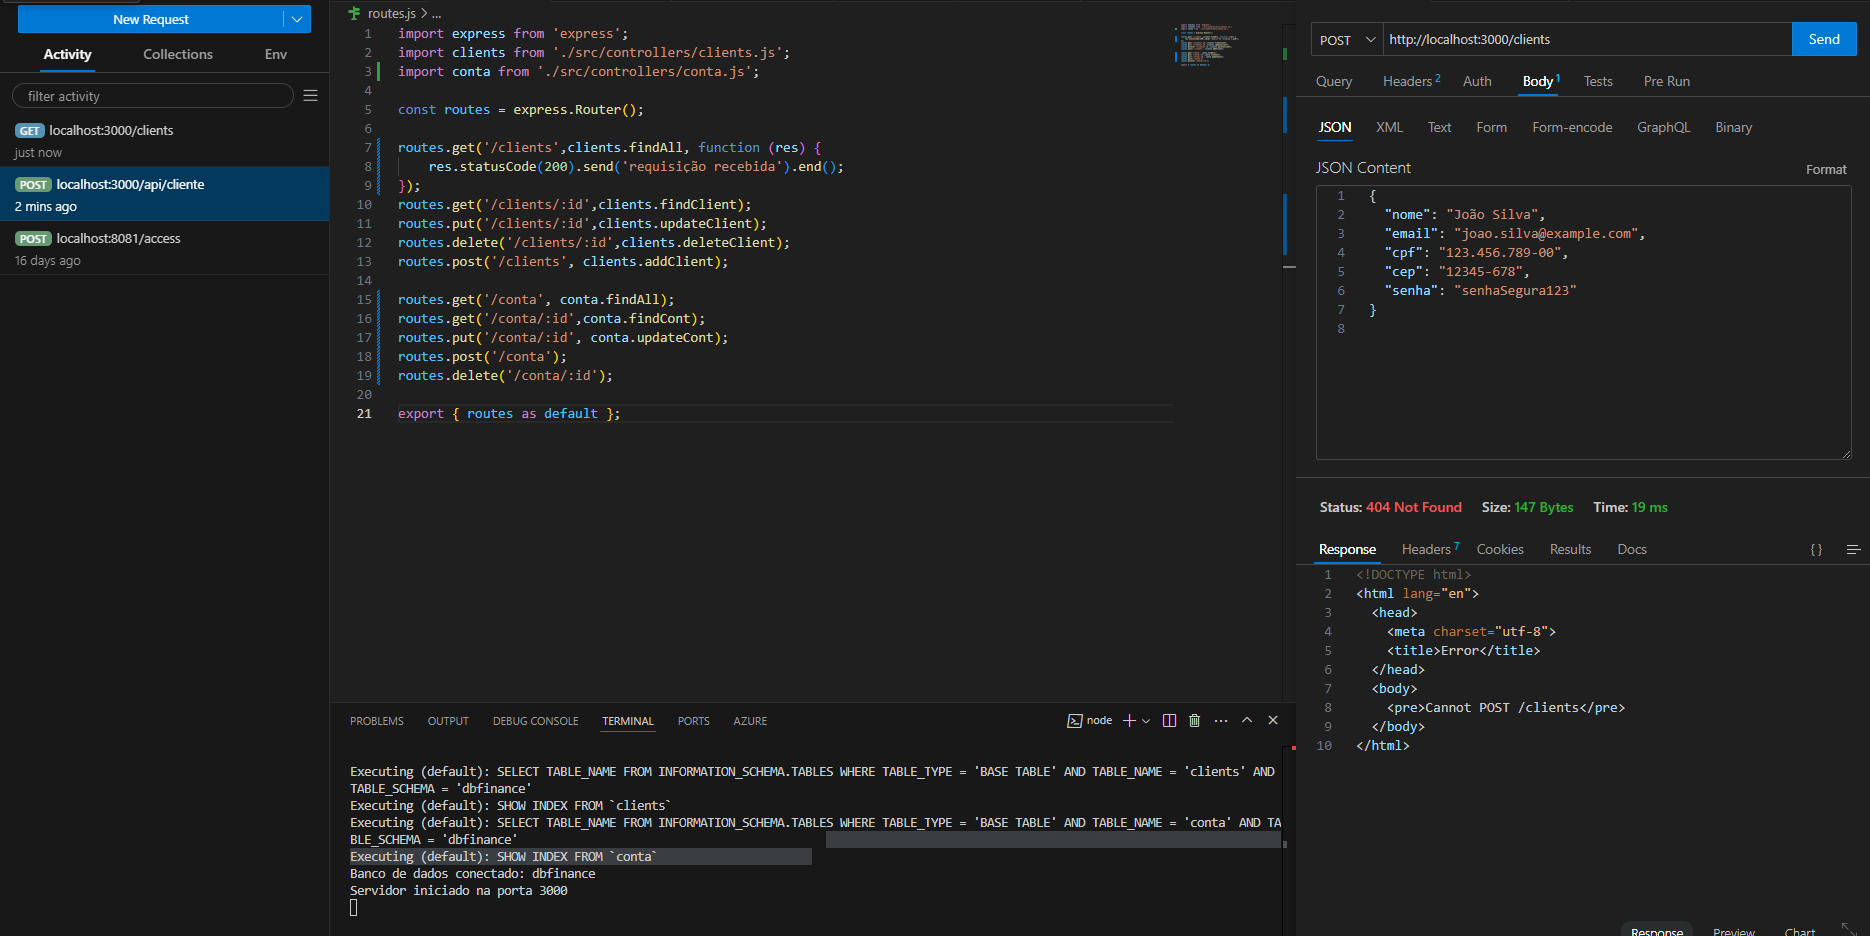 New Request
Activity Collections Env
filter activity
GET localhost:3000/clients
just now
POST localhost:3000/api/cliente
2 mins ago
POST localhost:8081/access
16 days ago
routes.js > ...
1 import express from 'express';
2 import clients from './src/controllers/clients.js';
3 import conta from './src/controllers/conta.js';
4
5 const routes = express.Router();
6
7 routes.get('/clients',clients.findAll, function (res) {
8     res.statusCode(200).send('requisição recebida').end();
9 });
10 routes.get('/clients/:id',clients.findClient);
11 routes.put('/clients/:id',clients.updateClient);
12 routes.delete('/clients/:id',clients.deleteClient);
13 routes.post('/clients', clients.addClient);
14
15 routes.get('/conta', conta.findAll);
16 routes.get('/conta/:id',conta.findCont);
17 routes.put('/conta/:id', conta.updateCont);
18 routes.post('/conta');
19 routes.delete('/conta/:id');
20
21 export { routes as default };
PROBLEMS OUTPUT DEBUG CONSOLE TERMINAL PORTS AZURE
node
Executing (default): SELECT TABLE_NAME FROM INFORMATION_SCHEMA.TABLES WHERE TABLE_TYPE = 'BASE TABLE' AND TABLE_NAME = 'clients' AND
TABLE_SCHEMA = 'dbfinance'
Executing (default): SHOW INDEX FROM `clients`
Executing (default): SELECT TABLE_NAME FROM INFORMATION_SCHEMA.TABLES WHERE TABLE_TYPE = 'BASE TABLE' AND TABLE_NAME = 'conta' AND TA
BLE_SCHEMA = 'dbfinance'
Executing (default): SHOW INDEX FROM `conta`
Banco de dados conectado: dbfinance
Servidor iniciado na porta 3000
POST http://localhost:3000/clients Send
Query Headers 2 Auth Body 1 Tests Pre Run
JSON XML Text Form Form-encode GraphQL Binary
JSON Content Format
1 {
2   "nome": "João Silva",
3   "email": "joao.silva@example.com",
4   "cpf": "123.456.789-00",
5   "cep": "12345-678",
6   "senha": "senhaSegura123"
7 }
8
Status: 404 Not Found Size: 147 Bytes Time: 19 ms
Response Headers 7 Cookies Results Docs { }
1 <!DOCTYPE html>
2 <html lang="en">
3   <head>
4     <meta charset="utf-8">
5     <title>Error</title>
6   </head>
7   <body>
8     <pre>Cannot POST /clients</pre>
9   </body>
10 </html>
Response Preview Chart